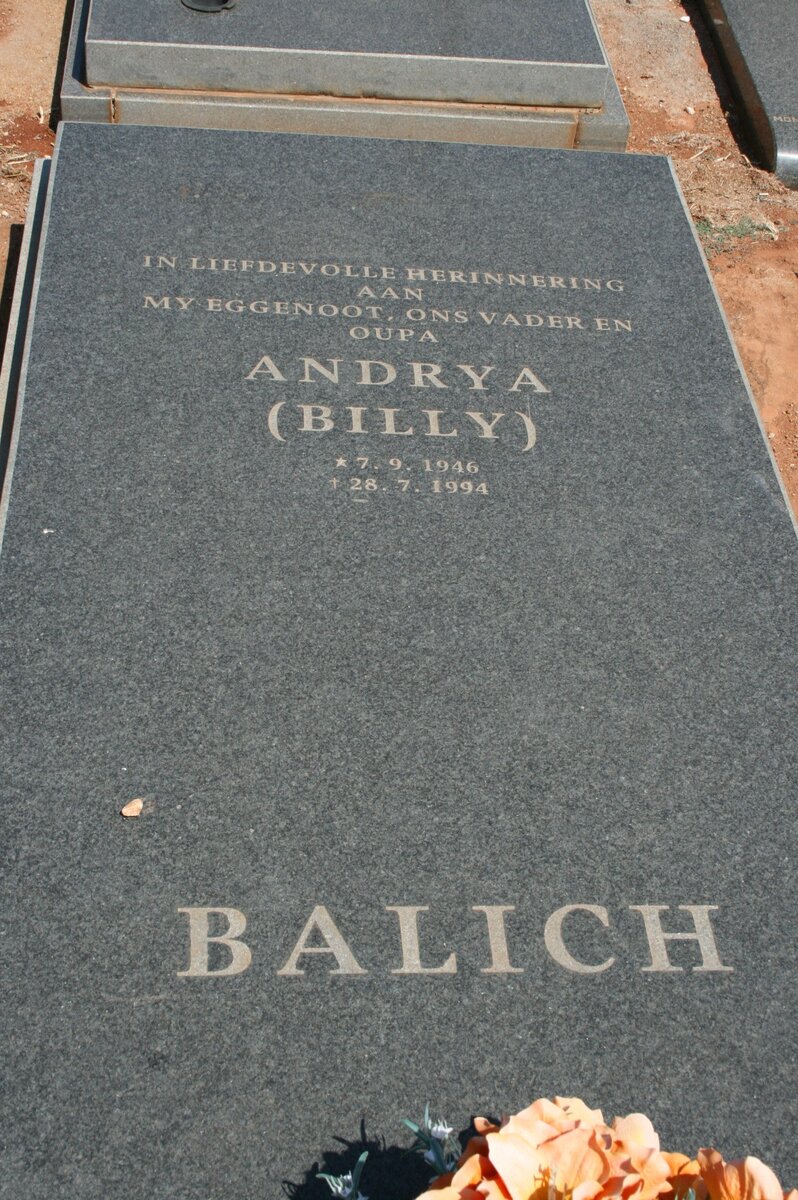 IN LIEFDEVOLLE HERINNERING
AAN
MY EGGENOOT, ONS VADER EN
OUPA
ANDRYA
(BILLY)
★ 7. 9. 1946
† 28. 7. 1994
BALICH